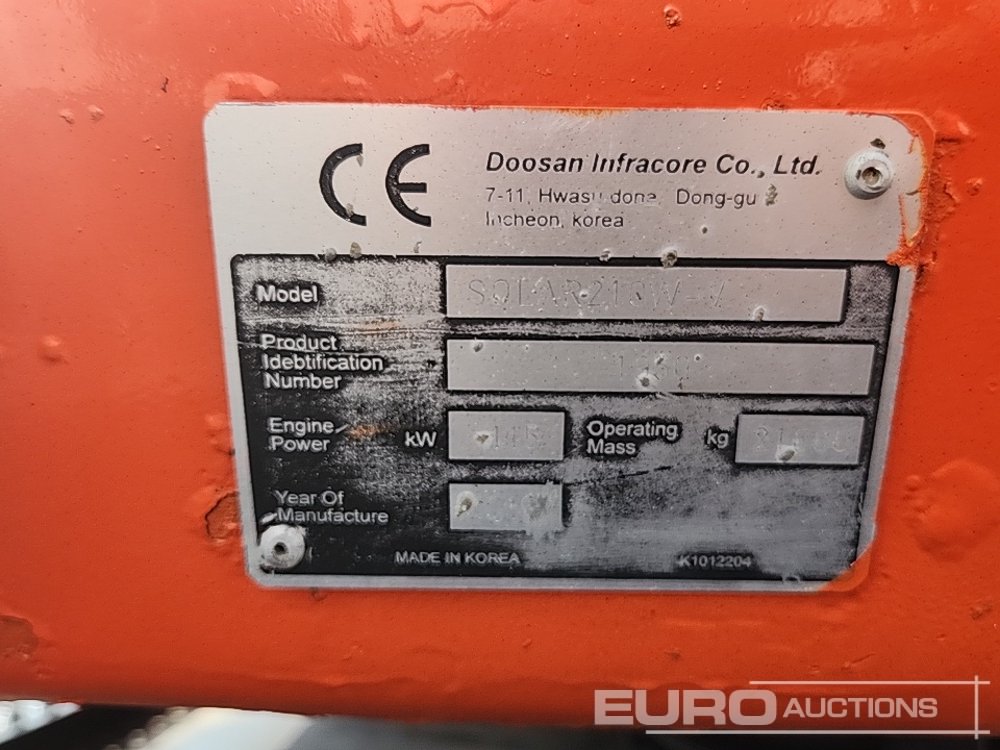 CE
Doosan Infracore Co., Ltd.
7-11, Hwasu-dong, Dong-gu
Incheon, Korea
Model SOLAR210W-V
Product
Idebtification
Number
Engine
Power kW
Operating
Mass kg
Year Of
Manufacture
MADE IN KOREA K1012204
EURO AUCTIONS